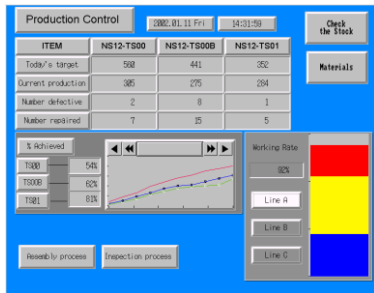 Production Control
2002.01.11 Fri
14:31:59
Check
the Stock
ITEM NS12-TS00 NS12-TS00B NS12-TS01
Today's target 560 441 352
Current production 305 275 284
Number defective 2 8 1
Number repaired 7 15 5
Materials
% Achieved
TS00 54%
TS00B 62%
TS01 81%
Working Rate
82%
Line A
Line B
Line C
Assembly process
Inspection process